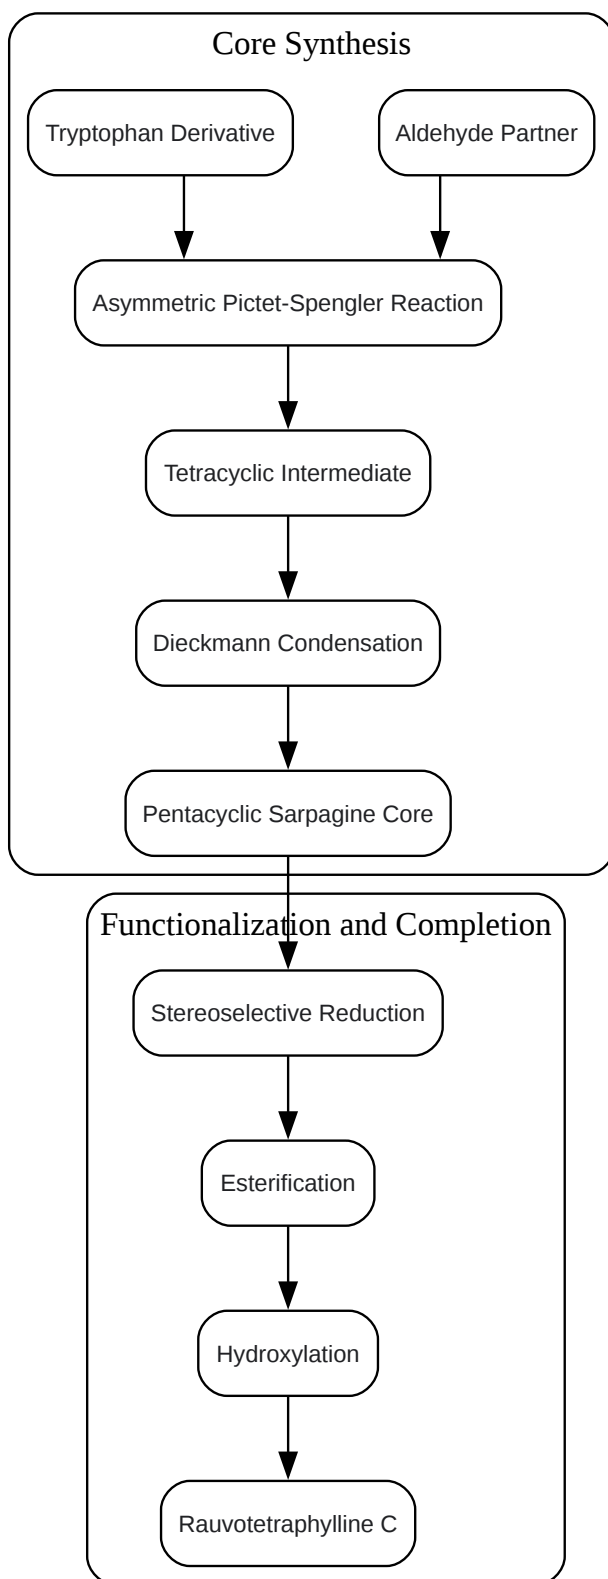 Core Synthesis
Tryptophan Derivative
Aldehyde Partner
Asymmetric Pictet-Spengler Reaction
Tetracyclic Intermediate
Dieckmann Condensation
Pentacyclic Sarpagine Core
Functionalization and Completion
Stereoselective Reduction
Esterification
Hydroxylation
Rauvotetraphylline C